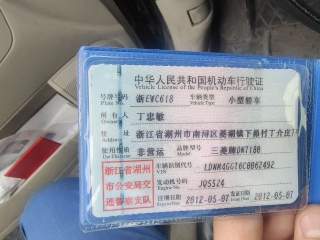 中华人民共和国机动车行驶证
Vehicle License of the People's Republic of China
号牌号码 浙EWC618 车辆类型 小型轿车
Plate No. Vehicle Type
所有人 丁忠敏
Owner
住址 浙江省湖州市南浔区菱湖镇下昂村丁介庄
Address
使用性质 非营运 品牌型号 三菱牌DN7180
Use Character Model
浙江省湖州市公安局交通警察支队
车辆识别代号 LDNM4GGT6C0B62492
VIN
发动机号码 JQ5524
Engine No.
注册日期 2012-05-07 发证日期 2012-05-07
Register Date Issue Date